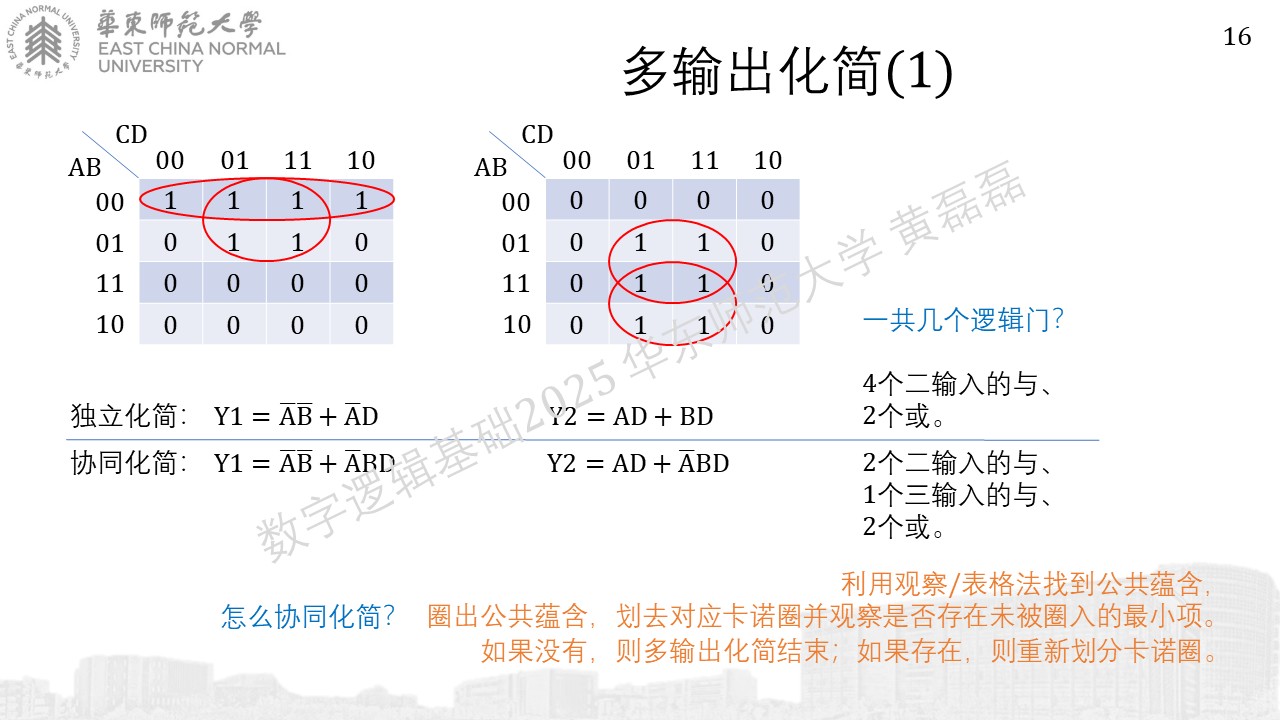 華東師範大學
EAST CHINA NORMAL
UNIVERSITY
EAST CHINA NORMAL UNIVERSITY
華東师范大学
16
多输出化简(1)
CD
AB 00 01 11 10
00 1 1 1 1
01 0 1 1 0
11 0 0 0 0
10 0 0 0 0
CD
AB 00 01 11 10
00 0 0 0 0
01 0 1 1 0
11 0 1 1 0
10 0 1 1 0
一共几个逻辑门？
4个二输入的与、
2个或。
独立化简： Y1 = A̅B̅ + A̅D Y2 = AD + BD
协同化简： Y1 = A̅B̅ + A̅BD Y2 = AD + A̅BD
2个二输入的与、
1个三输入的与、
2个或。
数字逻辑基础2025 华东师范大学 黄磊磊
利用观察/表格法找到公共蕴含，
怎么协同化简？ 圈出公共蕴含，划去对应卡诺圈并观察是否存在未被圈入的最小项。
如果没有，则多输出化简结束；如果存在，则重新划分卡诺圈。